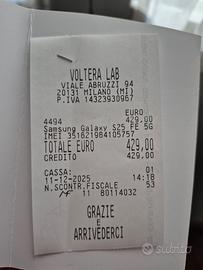 VOLTERA LAB
VIALE ABRUZZI 94
20131 MILANO (MI)
P.IVA 14323930967
EURO
4494 429,00
Samsung Galaxy S25 FE 5G
IMEI 351621984105757
TOTALE EURO 429,00
CREDITO 429,00
CASSA: 01
11-12-2025 14:18
N.SCONTR.FISCALE 53
MF 11 80114032
GRAZIE
E
ARRIVEDERCI
subito